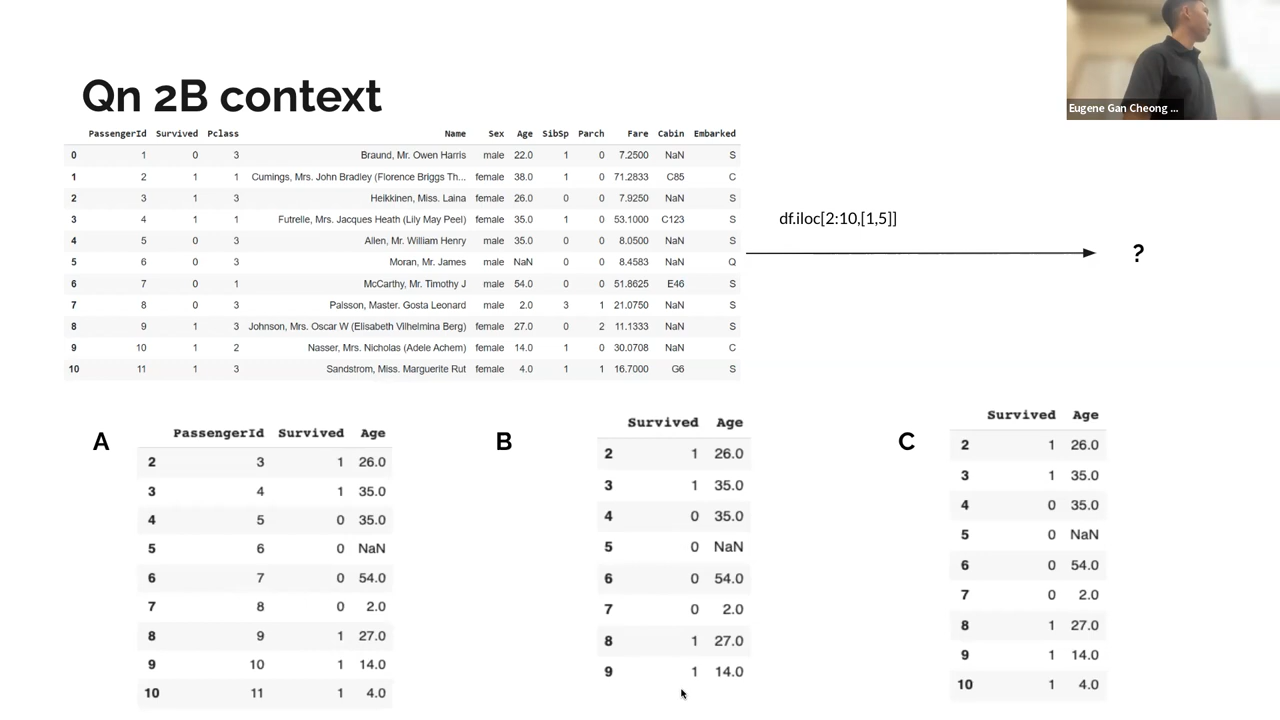 Eugene Gan Cheong ...
Qn 2B context
PassengerId Survived Pclass Name Sex Age SibSp Parch Fare Cabin Embarked
0 1 0 3 Braund, Mr. Owen Harris male 22.0 1 0 7.2500 NaN S
1 2 1 1 Cumings, Mrs. John Bradley (Florence Briggs Th... female 38.0 1 0 71.2833 C85 C
2 3 1 3 Heikkinen, Miss. Laina female 26.0 0 0 7.9250 NaN S
3 4 1 1 Futrelle, Mrs. Jacques Heath (Lily May Peel) female 35.0 1 0 53.1000 C123 S
4 5 0 3 Allen, Mr. William Henry male 35.0 0 0 8.0500 NaN S
5 6 0 3 Moran, Mr. James male NaN 0 0 8.4583 NaN Q
6 7 0 1 McCarthy, Mr. Timothy J male 54.0 0 0 51.8625 E46 S
7 8 0 3 Palsson, Master. Gosta Leonard male 2.0 3 1 21.0750 NaN S
8 9 1 3 Johnson, Mrs. Oscar W (Elisabeth Vilhelmina Berg) female 27.0 0 2 11.1333 NaN S
9 10 1 2 Nasser, Mrs. Nicholas (Adele Achem) female 14.0 1 0 30.0708 NaN C
10 11 1 3 Sandstrom, Miss. Marguerite Rut female 4.0 1 1 16.7000 G6 S
df.iloc[2:10,[1,5]]
?
A
PassengerId Survived Age
2 3 1 26.0
3 4 1 35.0
4 5 0 35.0
5 6 0 NaN
6 7 0 54.0
7 8 0 2.0
8 9 1 27.0
9 10 1 14.0
10 11 1 4.0
B
Survived Age
2 1 26.0
3 1 35.0
4 0 35.0
5 0 NaN
6 0 54.0
7 0 2.0
8 1 27.0
9 1 14.0
C
Survived Age
2 1 26.0
3 1 35.0
4 0 35.0
5 0 NaN
6 0 54.0
7 0 2.0
8 1 27.0
9 1 14.0
10 1 4.0